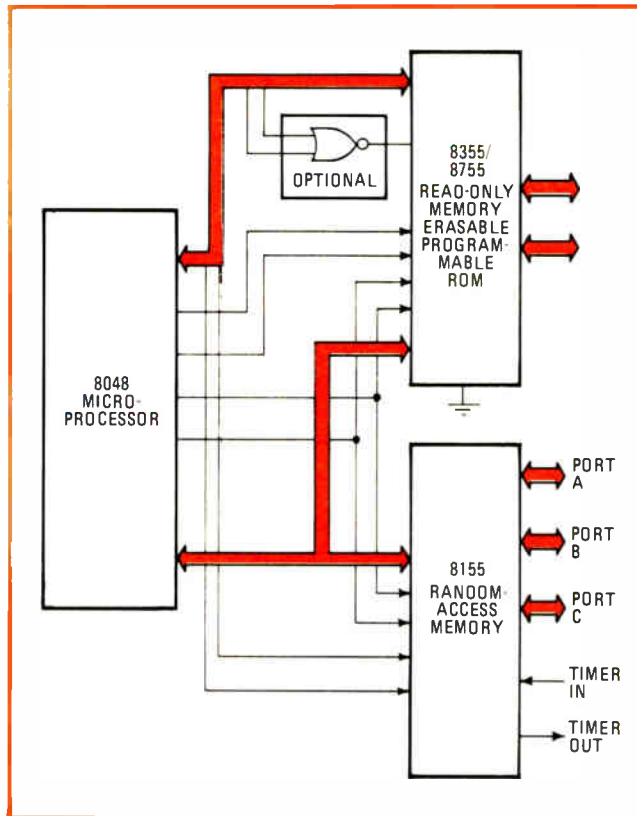 OPTIONAL
8355/
8755
READ-ONLY
MEMORY
ERASABLE
PROGRAM-
MABLE
ROM
8048
MICRO-
PROCESSOR
8155
RANDOM-
ACCESS
MEMORY
PORT
A
PORT
B
PORT
C
TIMER
IN
TIMER
OUT